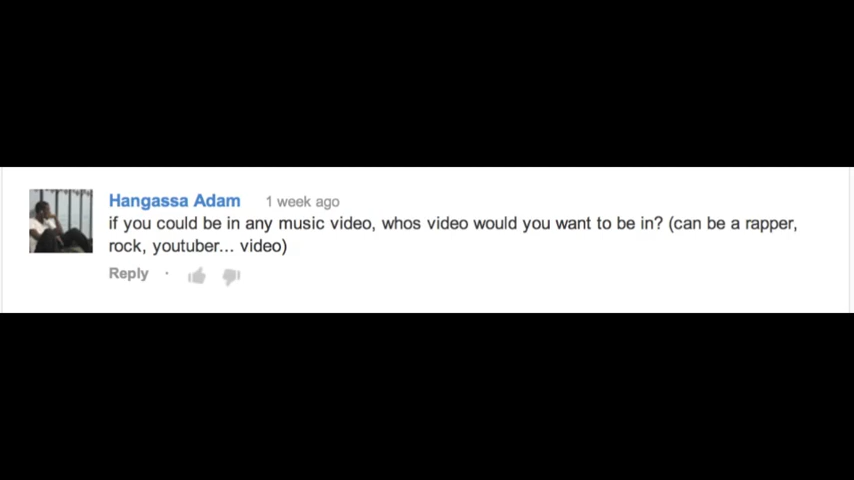 Hangassa Adam 1 week ago
if you could be in any music video, whos video would you want to be in? (can be a rapper,
rock, youtuber... video)
Reply ·